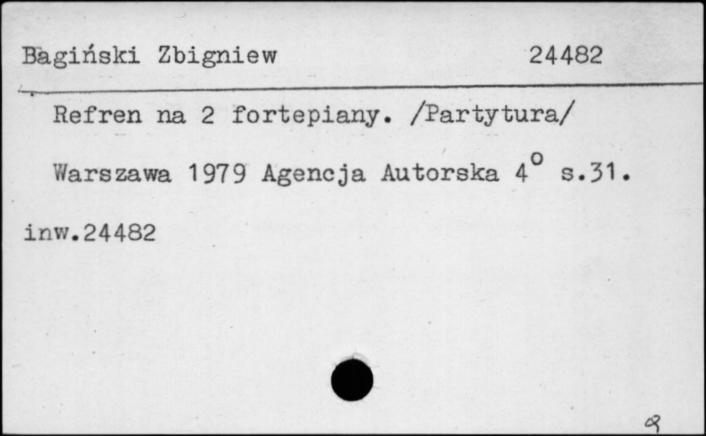 Bagiński Zbigniew 24482
Refren na 2 fortepiany. /Partytura/
Warszawa 1979 Agencja Autorska 4° s.31.
inw.24482